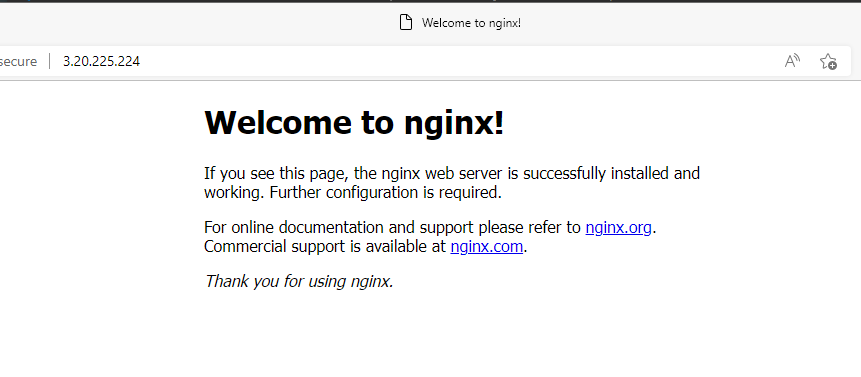 Welcome to nginx!
secure | 3.20.225.224
Welcome to nginx!
If you see this page, the nginx web server is successfully installed and
working. Further configuration is required.
For online documentation and support please refer to nginx.org.
Commercial support is available at nginx.com.
Thank you for using nginx.